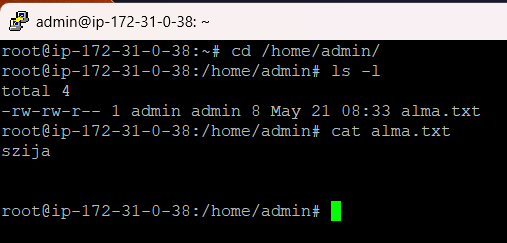 admin@ip-172-31-0-38: ~
root@ip-172-31-0-38:~# cd /home/admin/
root@ip-172-31-0-38:/home/admin# ls -l
total 4
-rw-rw-r-- 1 admin admin 8 May 21 08:33 alma.txt
root@ip-172-31-0-38:/home/admin# cat alma.txt
szija
root@ip-172-31-0-38:/home/admin#